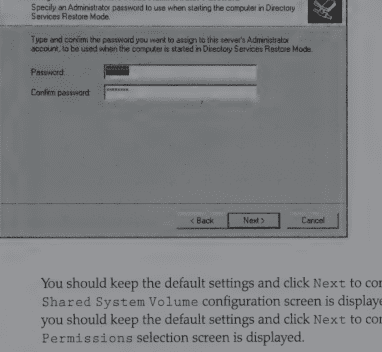 Specify an Administrator password to use when starting the computer in Directory
Services Restore Mode.
Type and confirm the password you want to assign to this server's Administrator
account, to be used when the computer is started in Directory Services Restore Mode.
Password:
Confirm password:
< Back Next > Cancel
You should keep the default settings and click Next to con
Shared System Volume configuration screen is displaye
you should keep the default settings and click Next to con
Permissions selection screen is displayed.